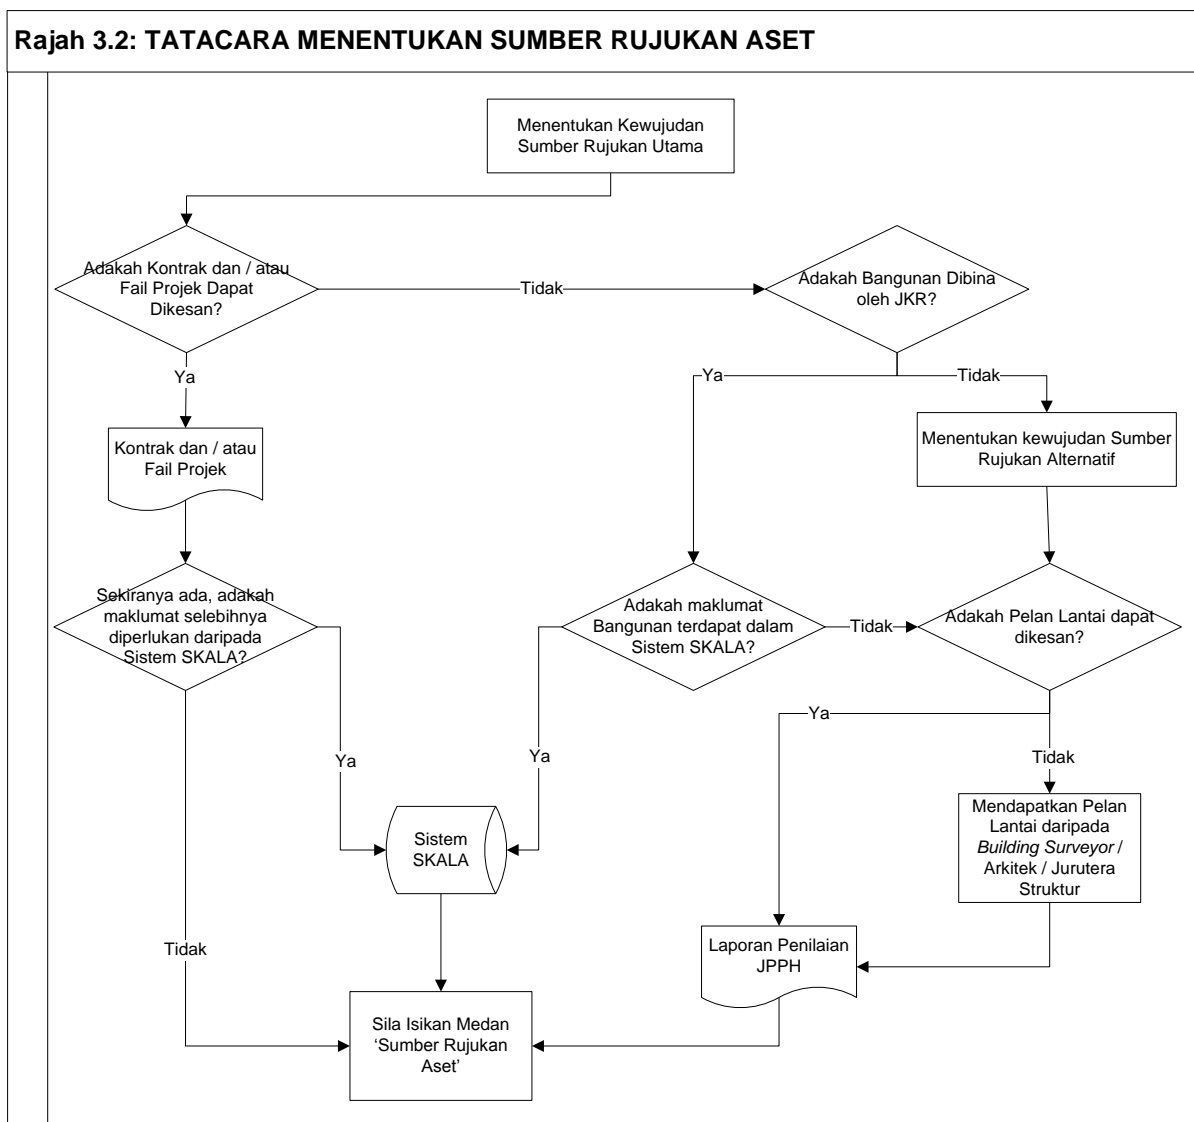 Rajah 3.2: TATACARA MENENTUKAN SUMBER RUJUKAN ASET
Menentukan Kewujudan
Sumber Rujukan Utama
Adakah Kontrak dan / atau
Fail Projek Dapat
Dikesan?
Tidak
Adakah Bangunan Dibina
oleh JKR?
Ya
Ya
Tidak
Kontrak dan / atau
Fail Projek
Menentukan kewujudan Sumber
Rujukan Alternatif
Sekiranya ada, adakah
maklumat selebihnya
diperlukan daripada
Sistem SKALA?
Adakah maklumat
Bangunan terdapat dalam
Sistem SKALA?
Tidak
Adakah Pelan Lantai dapat
dikesan?
Ya
Ya
Ya
Tidak
Sistem
SKALA
Mendapatkan Pelan
Lantai daripada
Building Surveyor /
Arkitek / Jurutera
Struktur
Tidak
Laporan Penilaian
JPPH
Sila Isikan Medan
‘Sumber Rujukan
Aset’